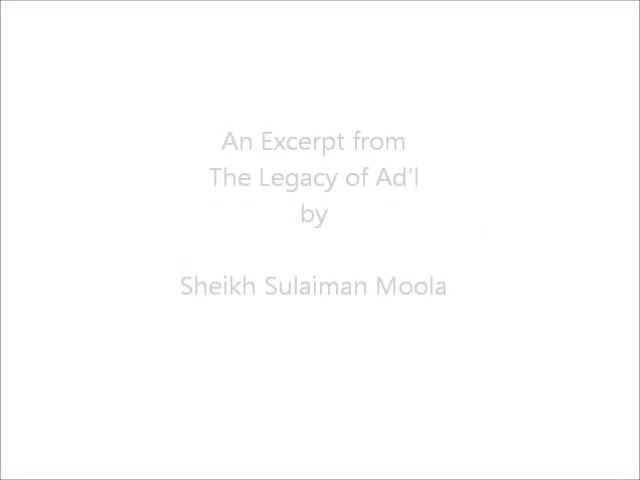 An Excerpt from
The Legacy of Ad'l
by
Sheikh Sulaiman Moola